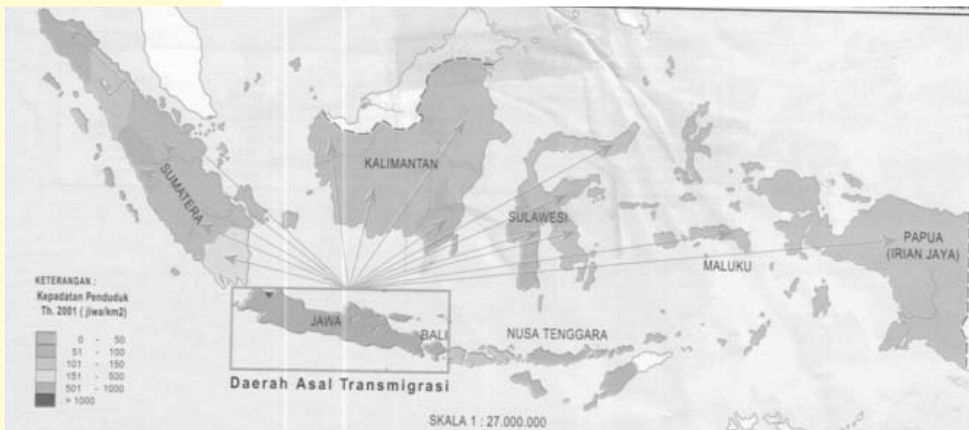 KALIMANTAN
SUMATERA
SULAWESI
PAPUA
(IRIAN JAYA)
MALUKU
KETERANGAN :
Kepadatan Penduduk
Th. 2001 ( jiwa/km2)
0 - 50
51 - 100
101 - 150
151 - 500
501 - 1000
> 1000
JAWA
BALI
NUSA TENGGARA
Daerah Asal Transmigrasi
SKALA 1 : 27.000.000